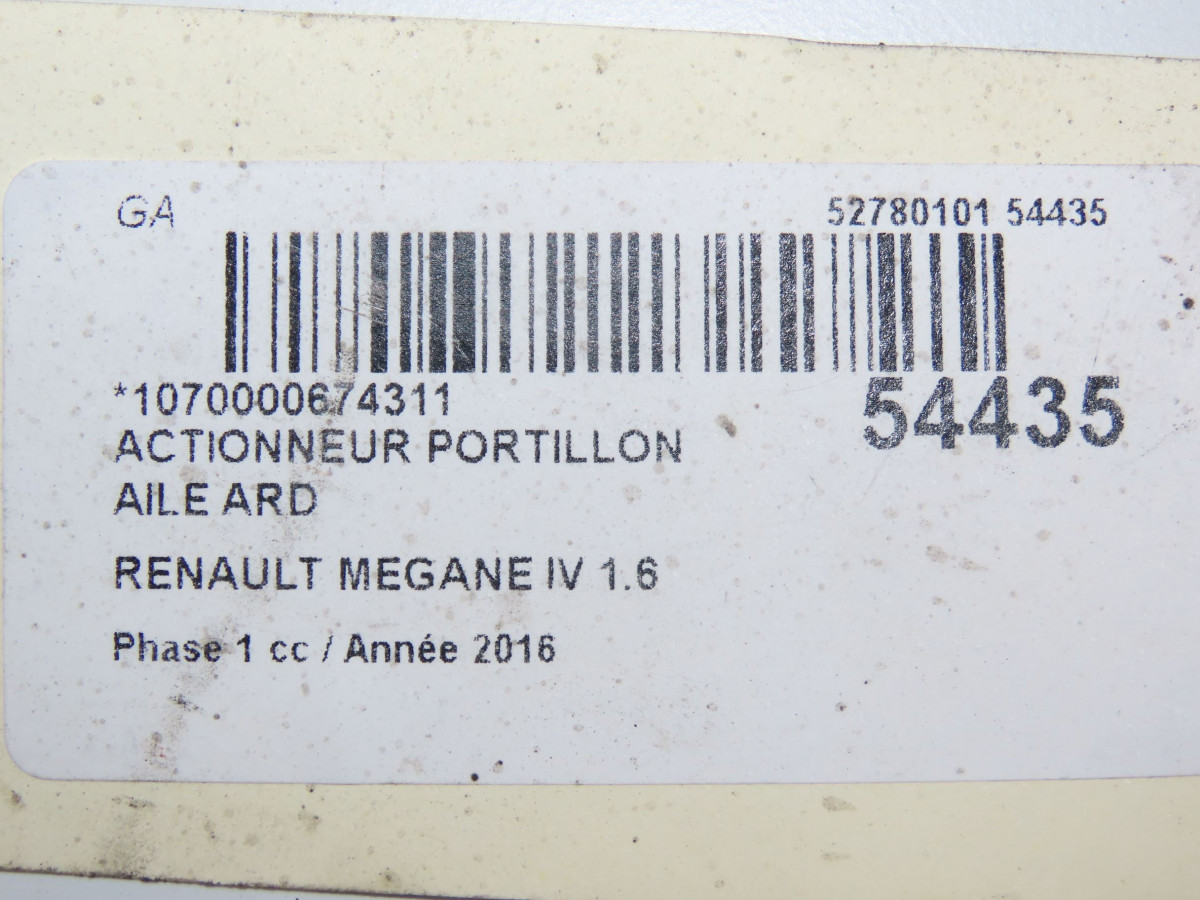 GA
52780101 54435
*1070000674311
54435
ACTIONNEUR PORTILLON
AILE ARD
RENAULT MEGANE IV 1.6
Phase 1 cc / Année 2016